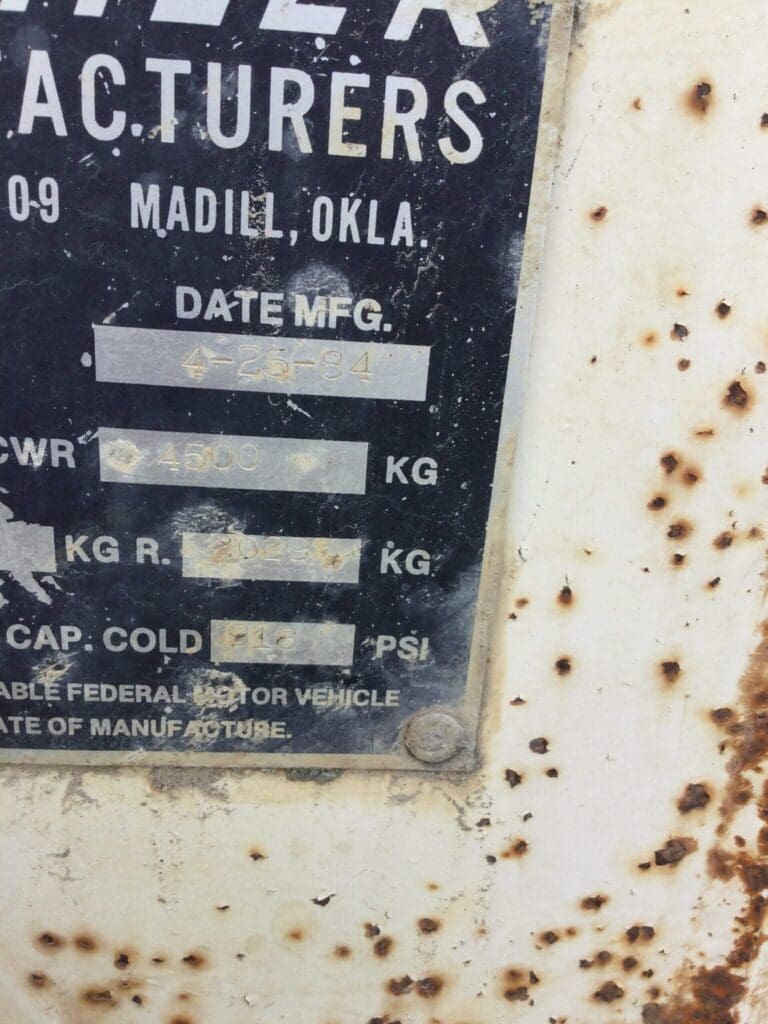 ACTURERS
09 MADILL, OKLA.
DATE MFG.
4-25-84
CWR 4500 KG
KG R. KG
CAP. COLD PSI
ABLE FEDERAL MOTOR VEHICLE
ATE OF MANUFACTURE.